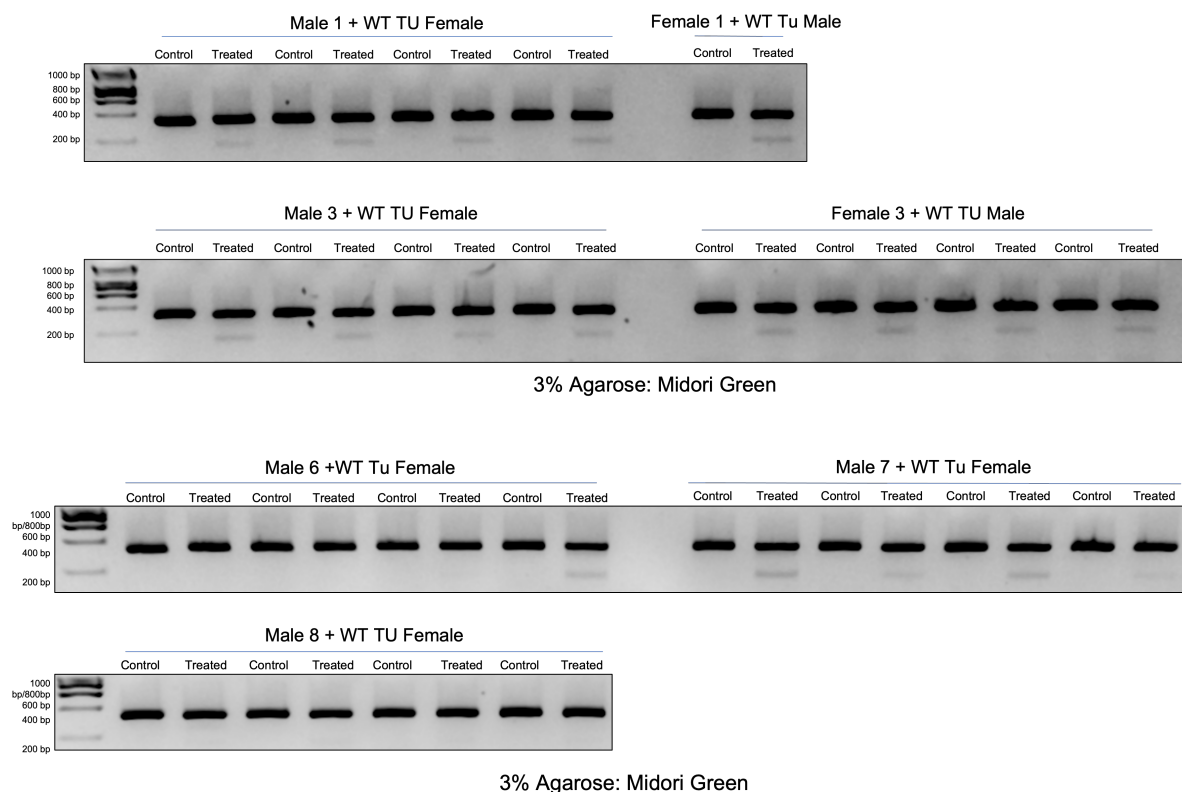 Male 1 + WT TU Female Female 1 + WT Tu Male
Control Treated Control Treated Control Treated Control Treated Control Treated
1000 bp
800 bp
600 bp
400 bp
200 bp
Male 3 + WT TU Female Female 3 + WT TU Male
Control Treated Control Treated Control Treated Control Treated Control Treated Control Treated Control Treated Control Treated
1000 bp
800 bp
600 bp
400 bp
200 bp
3% Agarose: Midori Green
Male 6 +WT Tu Female Male 7 + WT Tu Female
Control Treated Control Treated Control Treated Control Treated Control Treated Control Treated Control Treated Control Treated
1000
bp/800bp
600 bp
400 bp
200 bp
Male 8 + WT TU Female
Control Treated Control Treated Control Treated Control Treated
1000
bp/800bp
600 bp
400 bp
200 bp
3% Agarose: Midori Green